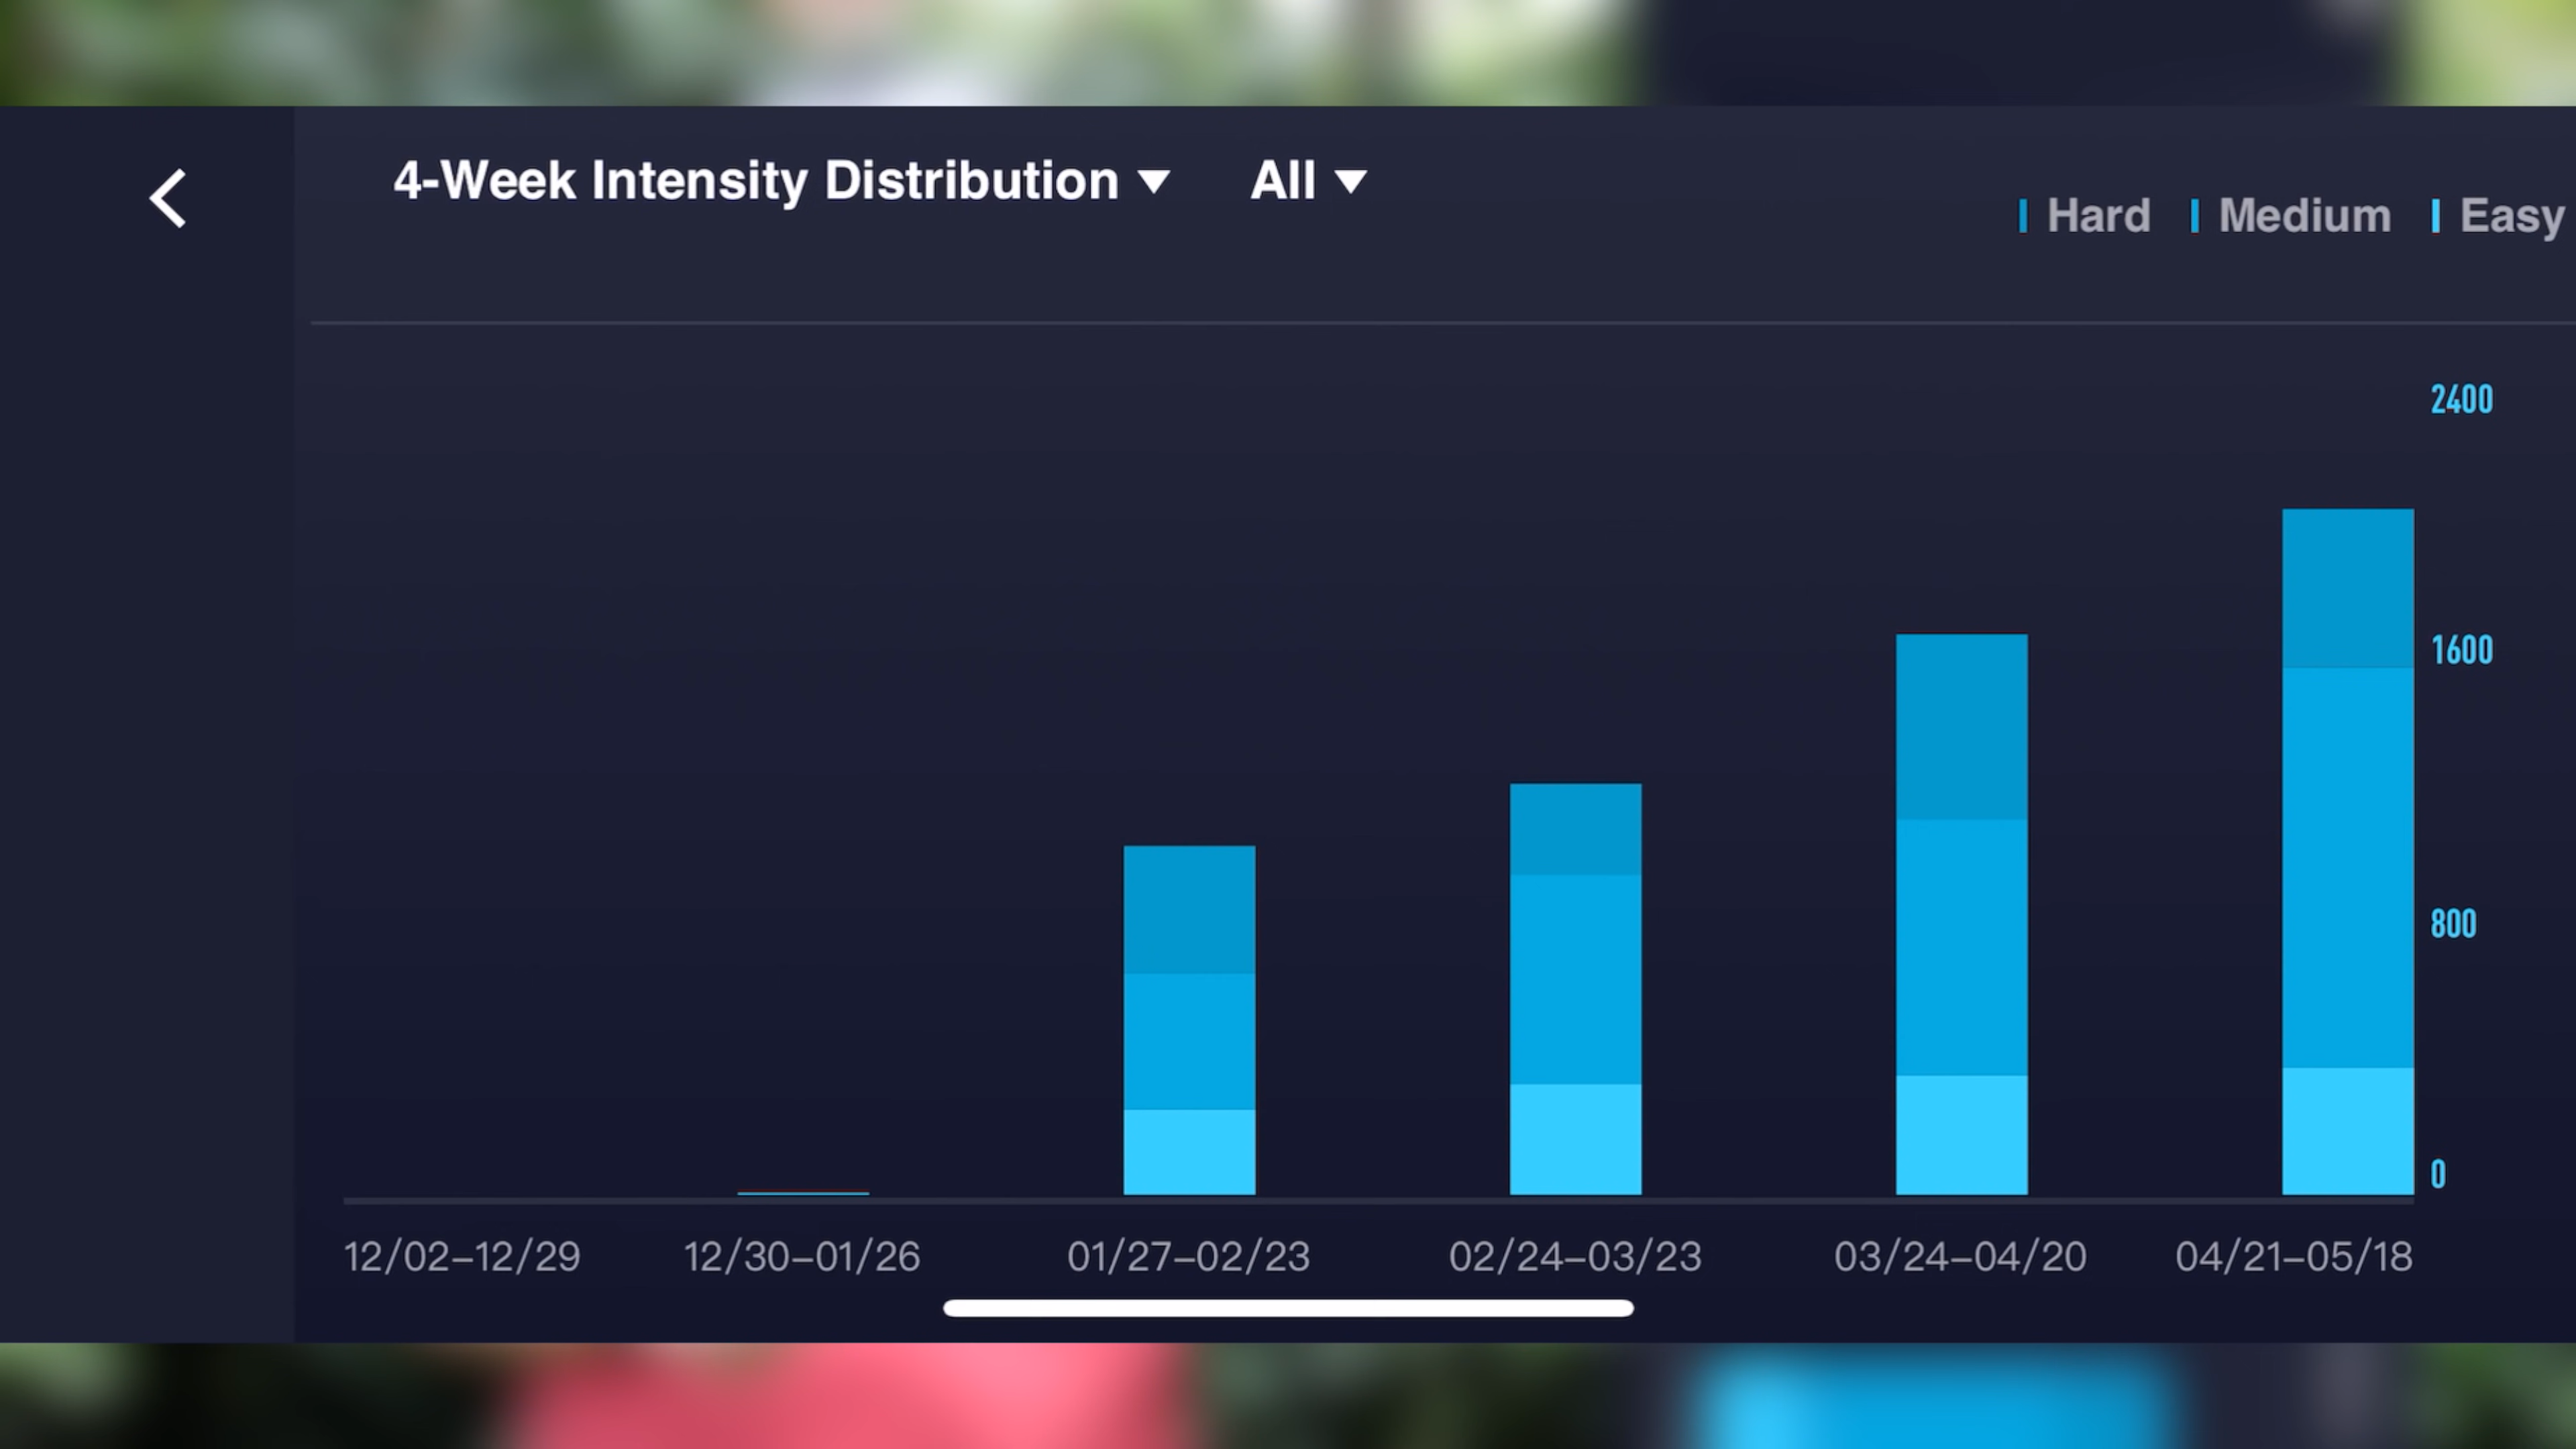 4-Week Intensity Distribution All
Hard Medium Easy
2400
1600
800
0
12/02–12/29 12/30–01/26 01/27–02/23 02/24–03/23 03/24–04/20 04/21–05/18